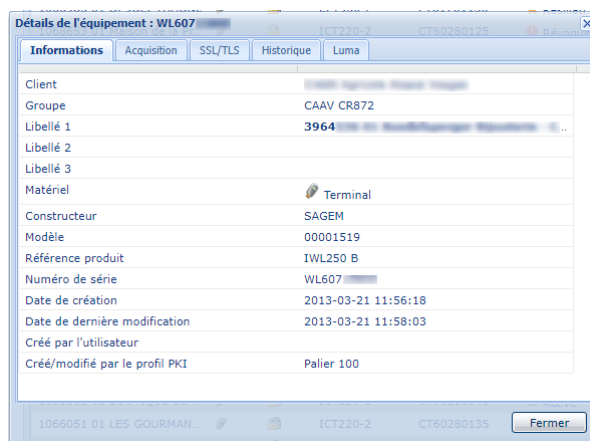 Détails de l'équipement : WL607
Informations Acquisition SSL/TLS Historique Luma
Client
Groupe CAAV CR872
Libellé 1 3964
Libellé 2
Libellé 3
Matériel Terminal
Constructeur SAGEM
Modèle 00001519
Référence produit IWL250 B
Numéro de série WL607
Date de création 2013-03-21 11:56:18
Date de dernière modification 2013-03-21 11:58:03
Créé par l'utilisateur
Créé/modifié par le profil PKI Palier 100
1066051 01 LES GOURMAN... ICT220-2 CT60280135
Fermer